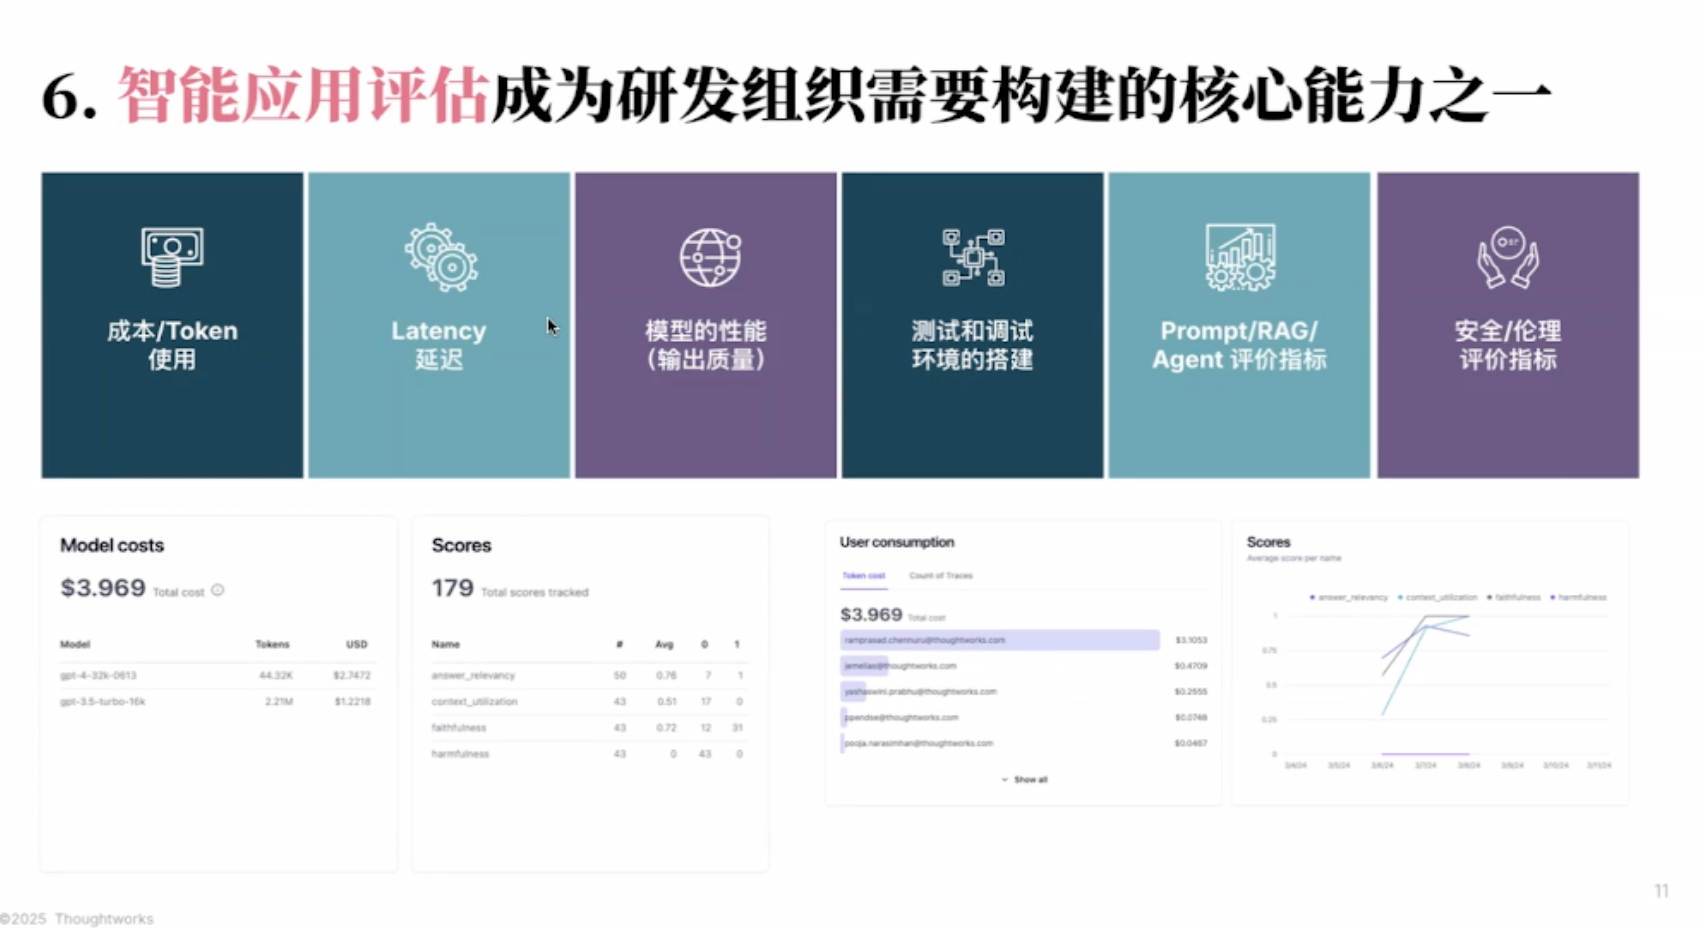 6. 智能应用评估成为研发组织需要构建的核心能力之一
成本/Token
使用
Latency
延迟
模型的性能
(输出质量)
测试和调试
环境的搭建
Prompt/RAG/
Agent 评价指标
安全/伦理
评价指标
Model costs
$3.969 Total cost
Model Tokens USD
gpt-4-32k-0613 44.32K $2.7472
gpt-3.5-turbo-16k 2.21M $1.2218
Scores
179 Total scores tracked
Name # Avg 0 1
answer_relevancy 50 0.76 7 1
context_utilization 43 0.51 17 0
faithfulness 43 0.72 12 31
harmfulness 43 0 43 0
User consumption
Token cost Count of Traces
$3.969 Total cost
ramprasad.chennuru@thoughtworks.com $3.1053
jemelias@thoughtworks.com $0.4709
yashaswini.prabhu@thoughtworks.com $0.2555
ppendse@thoughtworks.com $0.0748
pooja.narasimhan@thoughtworks.com $0.0467
Show all
Scores
Average score per name
answer_relevancy context_utilization faithfulness harmfulness
1
0.75
0.5
0.25
0
3/4/24 3/5/24 3/6/24 3/7/24 3/8/24 3/9/24 3/10/24 3/11/24
11
©2025 Thoughtworks